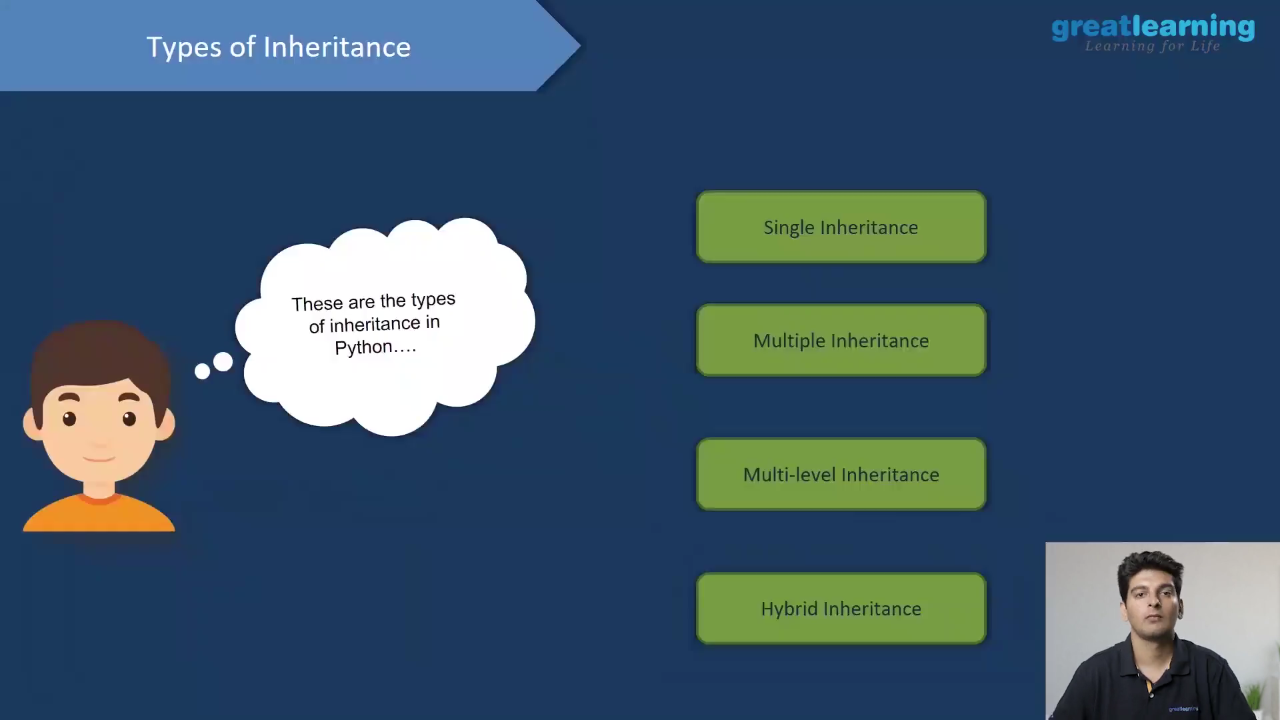 Types of Inheritance
greatlearning
Learning for Life
Single Inheritance
These are the types
of inheritance in
Python....
Multiple Inheritance
Multi-level Inheritance
Hybrid Inheritance
greatlearning